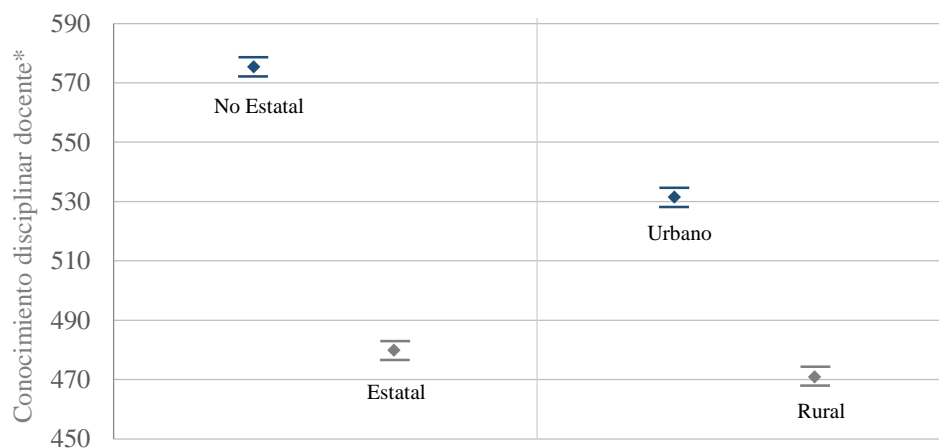 Conocimiento disciplinar docente*
590
570
550
530
510
490
470
450
No Estatal
Estatal
Urbano
Rural